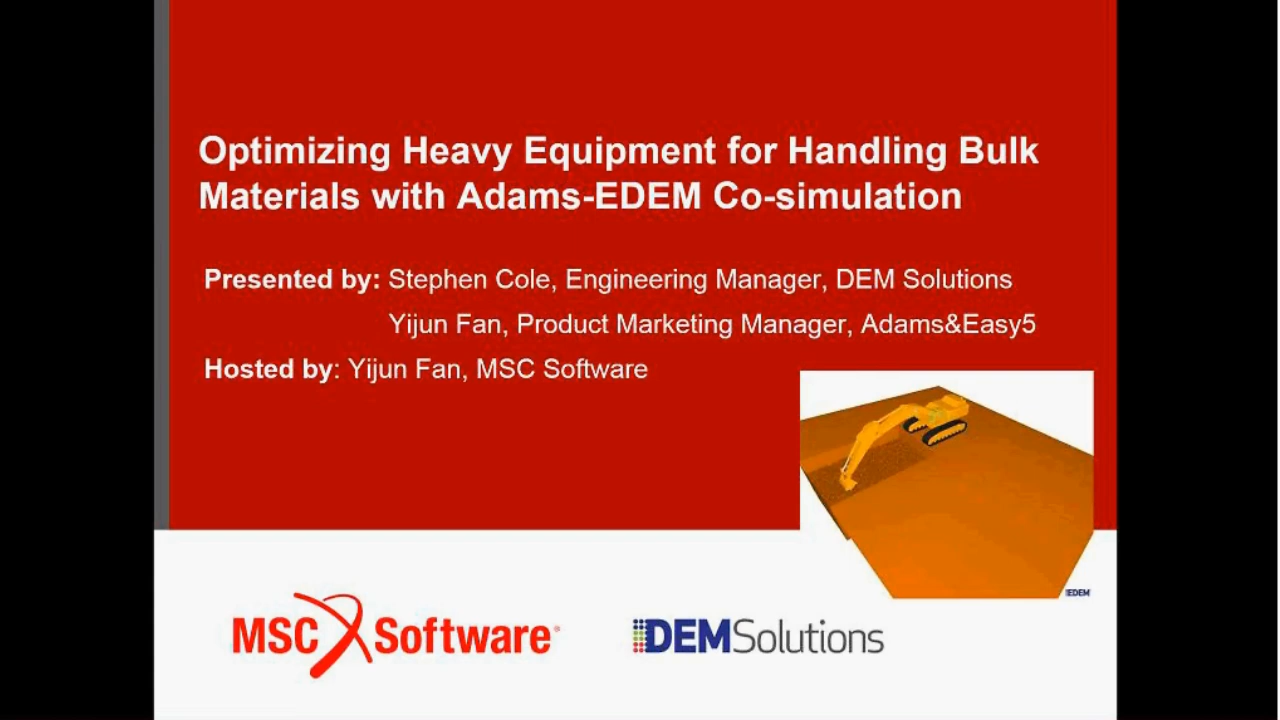 Optimizing Heavy Equipment for Handling Bulk
Materials with Adams-EDEM Co-simulation
Presented by: Stephen Cole, Engineering Manager, DEM Solutions
Yijun Fan, Product Marketing Manager, Adams&Easy5
Hosted by: Yijun Fan, MSC Software
EDEM
MSC Software
DEMSolutions